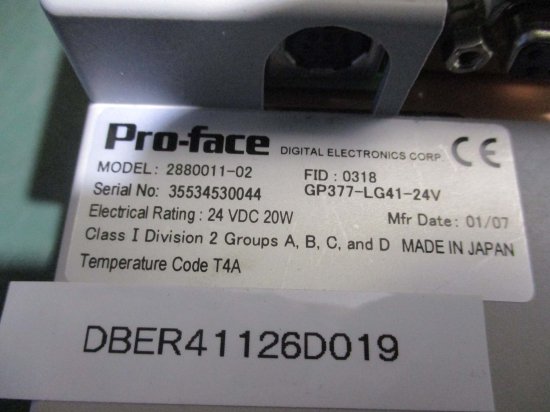 Pro-face DIGITAL ELECTRONICS CORP. CE
MODEL: 2880011-02 FID: 0318
Serial No: 35534530044 GP377-LG41-24V
Electrical Rating: 24 VDC 20W Mfr Date: 01/07
Class I Division 2 Groups A, B, C, and D MADE IN JAPAN
Temperature Code T4A
DBER41126D019